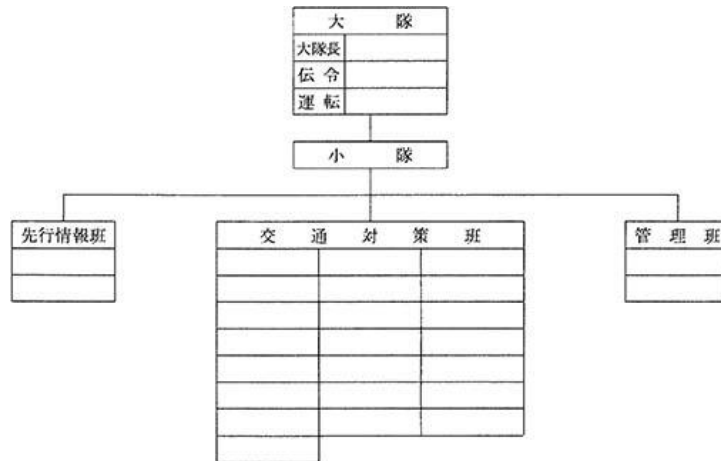 大隊
大隊長
伝令
運転
小隊
先行情報班
交通対策班
管理班